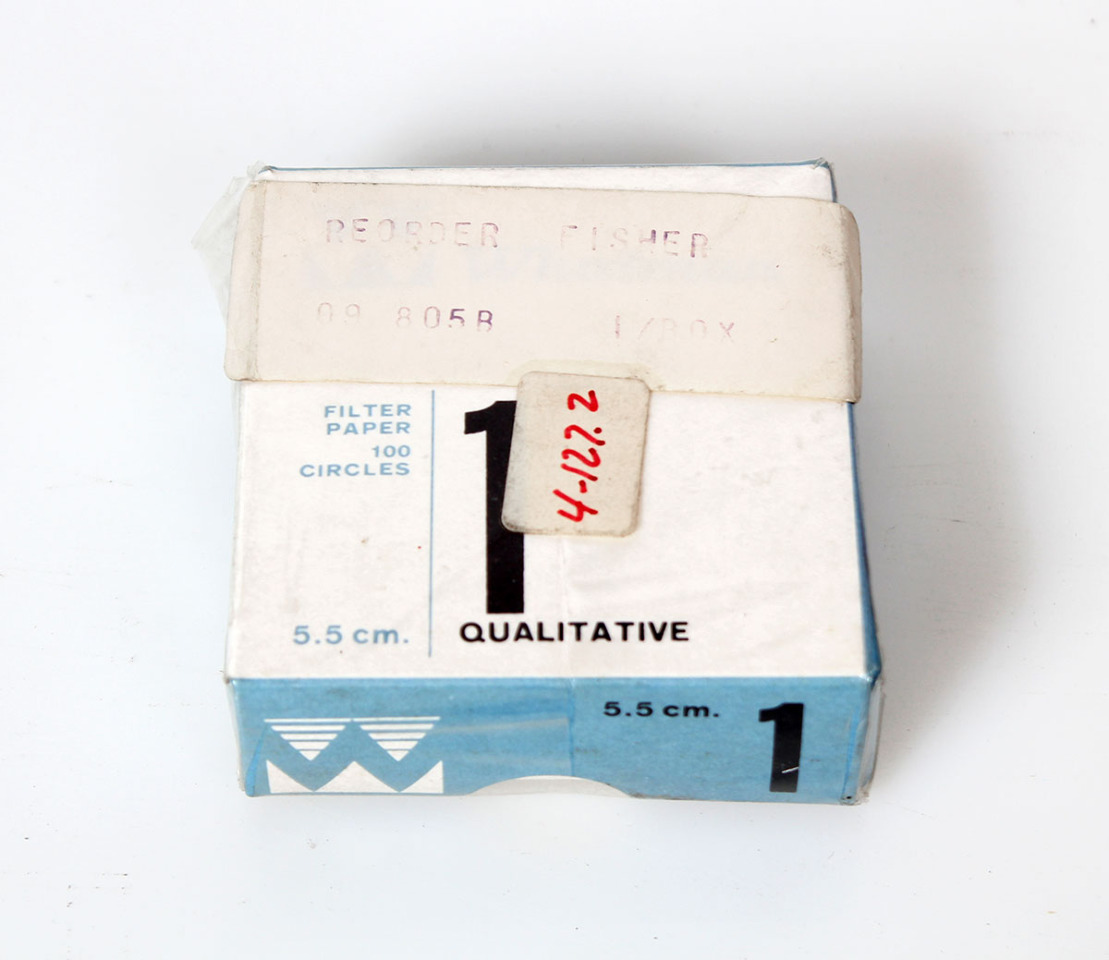 REORDER FISHER
09 805B 1/BOX
FILTER
PAPER
100
CIRCLES
1
4-127.2
5.5 cm.
QUALITATIVE
5.5 cm.
1